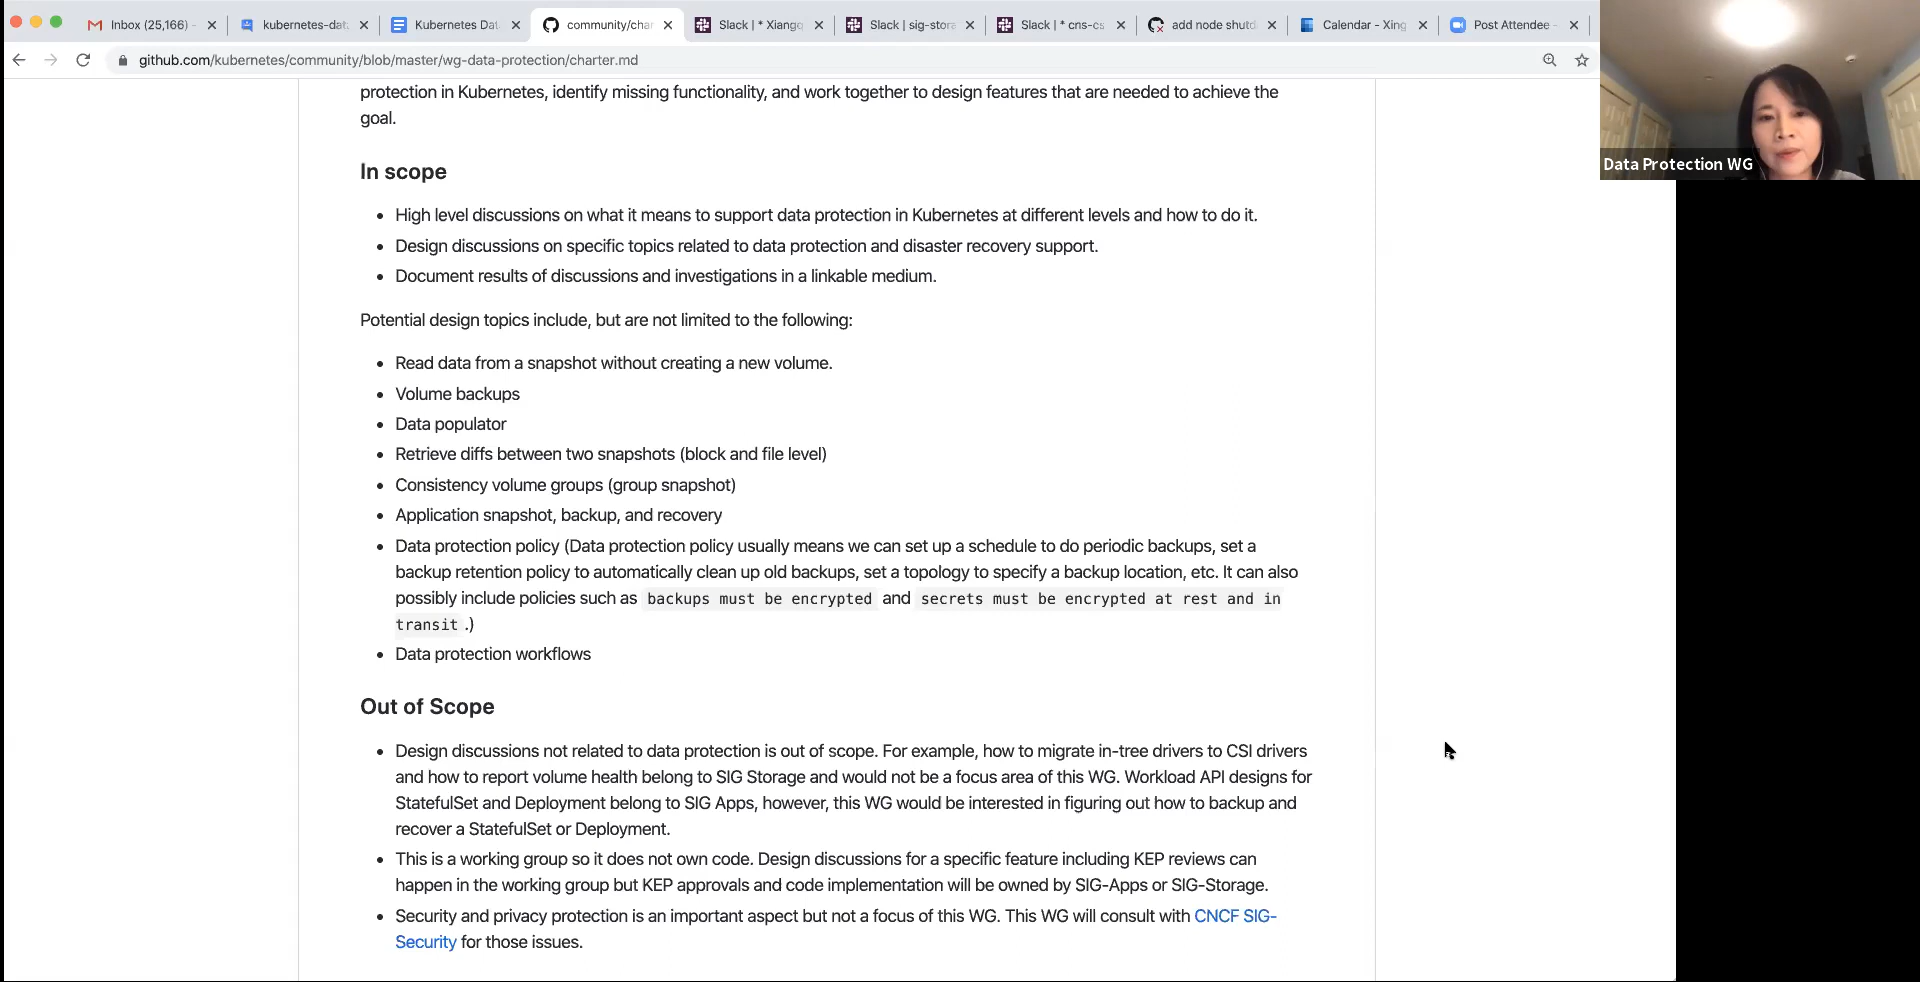 Inbox (25,166) -
kubernetes-dat
Kubernetes Dat
community/char
Slack | * Xiangq
Slack | sig-stora
Slack | * cns-cs
add node shutd
Calendar - Xing
Post Attendee -
github.com/kubernetes/community/blob/master/wg-data-protection/charter.md
Data Protection WG
protection in Kubernetes, identify missing functionality, and work together to design features that are needed to achieve the
goal.
In scope
• High level discussions on what it means to support data protection in Kubernetes at different levels and how to do it.
• Design discussions on specific topics related to data protection and disaster recovery support.
• Document results of discussions and investigations in a linkable medium.
Potential design topics include, but are not limited to the following:
• Read data from a snapshot without creating a new volume.
• Volume backups
• Data populator
• Retrieve diffs between two snapshots (block and file level)
• Consistency volume groups (group snapshot)
• Application snapshot, backup, and recovery
• Data protection policy (Data protection policy usually means we can set up a schedule to do periodic backups, set a
backup retention policy to automatically clean up old backups, set a topology to specify a backup location, etc. It can also
possibly include policies such as backups must be encrypted and secrets must be encrypted at rest and in
transit .)
• Data protection workflows
Out of Scope
• Design discussions not related to data protection is out of scope. For example, how to migrate in-tree drivers to CSI drivers
and how to report volume health belong to SIG Storage and would not be a focus area of this WG. Workload API designs for
StatefulSet and Deployment belong to SIG Apps, however, this WG would be interested in figuring out how to backup and
recover a StatefulSet or Deployment.
• This is a working group so it does not own code. Design discussions for a specific feature including KEP reviews can
happen in the working group but KEP approvals and code implementation will be owned by SIG-Apps or SIG-Storage.
• Security and privacy protection is an important aspect but not a focus of this WG. This WG will consult with CNCF SIG-
Security for those issues.